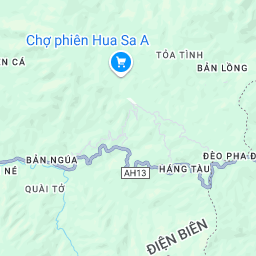 Chợ phiên Hua Sa A
TỎA TÌNH
BẢN LỒNG
BẢN NGÚA
ĐÈO PHA Đ
NÉ
AH13
HÁNG TÀU
QUÀI TỞ
ĐIỆN BIÊN